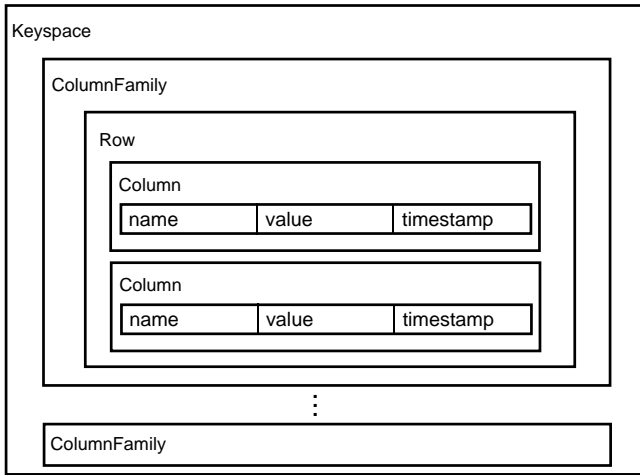 Keyspace
ColumnFamily
Row
Column
name value timestamp
Column
name value timestamp
ColumnFamily